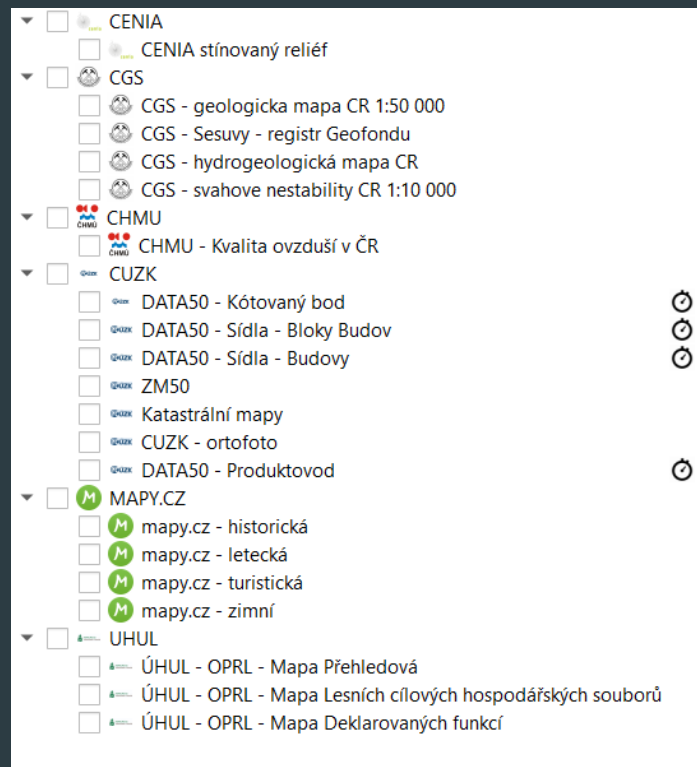 CENIA
CENIA stínovaný reliéf
CGS
CGS - geologicka mapa CR 1:50 000
CGS - Sesuvy - registr Geofondu
CGS - hydrogeologická mapa CR
CGS - svahove nestability CR 1:10 000
ČHMÚ CHMU
ČHMÚ CHMU - Kvalita ovzduší v ČR
CUZK
DATA50 - Kótovaný bod
DATA50 - Sídla - Bloky Budov
DATA50 - Sídla - Budovy
ZM50
Katastrální mapy
CUZK - ortofoto
DATA50 - Produktovod
MAPY.CZ
mapy.cz - historická
mapy.cz - letecká
mapy.cz - turistická
mapy.cz - zimní
UHUL
ÚHUL - OPRL - Mapa Přehledová
ÚHUL - OPRL - Mapa Lesních cílových hospodářských souborů
ÚHUL - OPRL - Mapa Deklarovaných funkcí